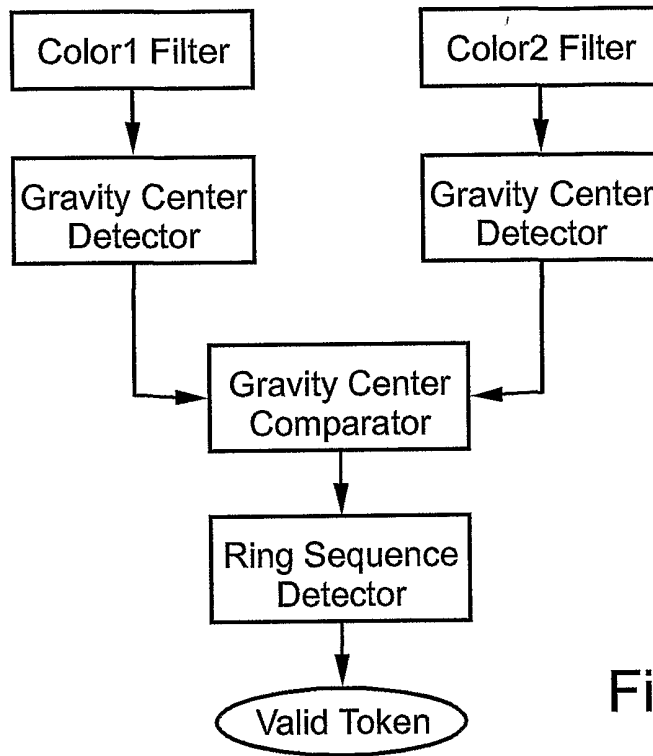 Color1 Filter
Color2 Filter
Gravity Center
Detector
Gravity Center
Detector
Gravity Center
Comparator
Ring Sequence
Detector
Valid Token
Fi